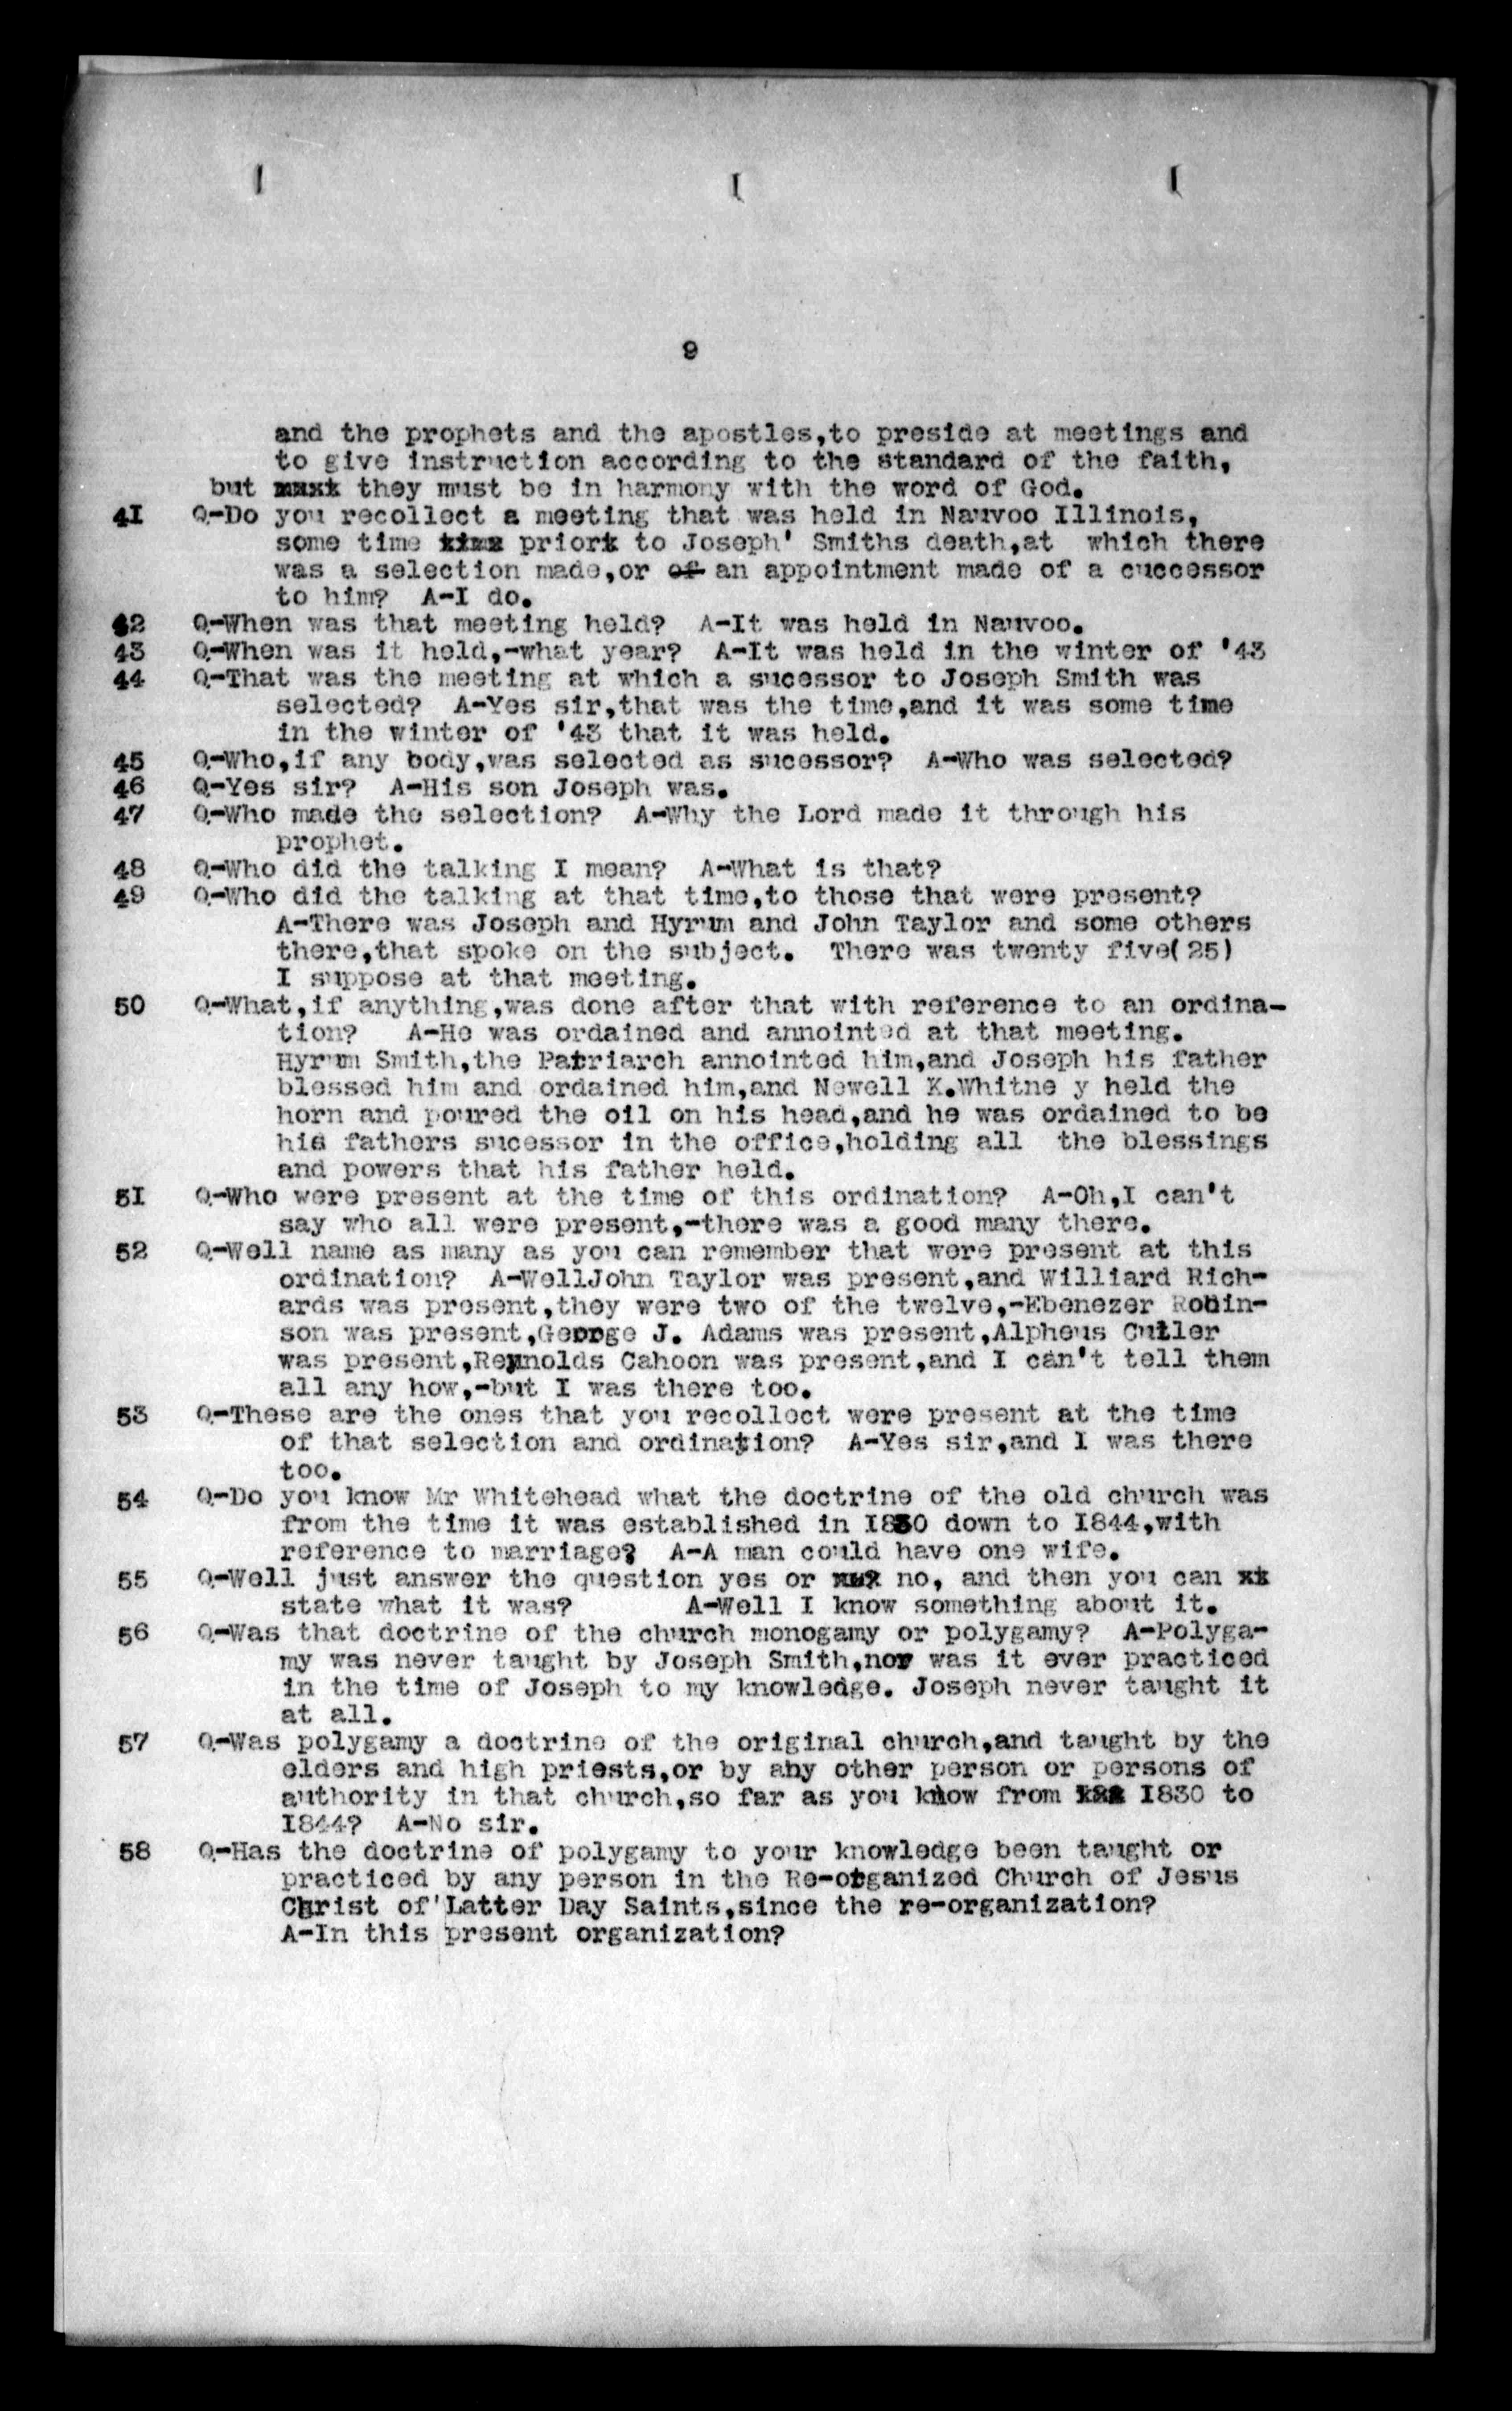 9
and the prophets and the apostles,to preside at meetings and
to give instruction according to the standard of the faith,
but they must be in harmony with the word of God.
41 Q-Do you recollect a meeting that was held in Nauvoo Illinois,
some time prior to Joseph' Smiths death,at which there
was a selection made,or of an appointment made of a cuccessor
to him? A-I do.
42 Q-When was that meeting held? A-It was held in Nauvoo.
43 Q-When was it held,-what year? A-It was held in the winter of '43
44 Q-That was the meeting at which a sucessor to Joseph Smith was
selected? A-Yes sir,that was the time,and it was some time
in the winter of '43 that it was held.
45 Q-Who,if any body,was selected as sucessor? A-Who was selected?
46 Q-Yes sir? A-His son Joseph was.
47 Q-Who made the selection? A-Why the Lord made it through his
prophet.
48 Q-Who did the talking I mean? A-What is that?
49 Q-Who did the talking at that time,to those that were present?
A-There was Joseph and Hyrum and John Taylor and some others
there,that spoke on the subject. There was twenty five(25)
I suppose at that meeting.
50 Q-What,if anything,was done after that with reference to an ordina-
tion? A-He was ordained and annointed at that meeting.
Hyrum Smith,the Patriarch annointed him,and Joseph his father
blessed him and ordained him,and Newell K.Whitne y held the
horn and poured the oil on his head,and he was ordained to be
his fathers sucessor in the office,holding all the blessings
and powers that his father held.
51 Q-Who were present at the time of this ordination? A-Oh,I can't
say who all were present,-there was a good many there.
52 Q-Well name as many as you can remember that were present at this
ordination? A-WellJohn Taylor was present,and Williard Rich-
ards was present,they were two of the twelve,-Ebenezer Robin-
son was present,George J. Adams was present,Alpheus Cutler
was present,Reynolds Cahoon was present,and I can't tell them
all any how,-but I was there too.
53 Q-These are the ones that you recollect were present at the time
of that selection and ordination? A-Yes sir,and I was there
too.
54 Q-Do you know Mr Whitehead what the doctrine of the old church was
from the time it was established in 1830 down to 1844,with
reference to marriage? A-A man could have one wife.
55 Q-Well just answer the question yes or no, and then you can
state what it was? A-Well I know something about it.
56 Q-Was that doctrine of the church monogamy or polygamy? A-Polyga-
my was never taught by Joseph Smith,nor was it ever practiced
in the time of Joseph to my knowledge. Joseph never taught it
at all.
57 Q-Was polygamy a doctrine of the original church,and taught by the
elders and high priests,or by any other person or persons of
authority in that church,so far as you know from 1830 to
1844? A-No sir.
58 Q-Has the doctrine of polygamy to your knowledge been taught or
practiced by any person in the Re-organized Church of Jesus
Christ of Latter Day Saints,since the re-organization?
A-In this present organization?